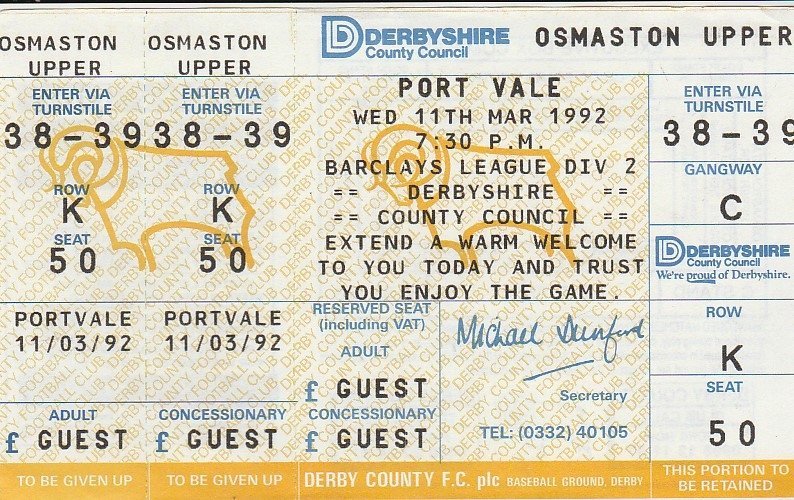 OSMASTON
UPPER
ENTER VIA
TURNSTILE
38-39
ROW
K
SEAT
50
PORTVALE
11/03/92
ADULT
£ GUEST
TO BE GIVEN UP
OSMASTON
UPPER
ENTER VIA
TURNSTILE
38-39
ROW
K
SEAT
50
PORTVALE
11/03/92
CONCESSIONARY
£ GUEST
TO BE GIVEN UP
DERBYSHIRE
County Council
OSMASTON UPPER
PORT VALE
WED 11TH MAR 1992
7:30 P.M.
BARCLAYS LEAGUE DIV 2
== DERBYSHIRE ==
== COUNTY COUNCIL ==
EXTEND A WARM WELCOME
TO YOU TODAY AND TRUST
YOU ENJOY THE GAME.
RESERVED SEAT
(including VAT)
ADULT
£ GUEST
CONCESSIONARY
£ GUEST
Michael Dunford
Secretary
TEL: (0332) 40105
DERBY COUNTY F.C. plc BASEBALL GROUND, DERBY
ENTER VIA
TURNSTILE
38-39
GANGWAY
C
DERBYSHIRE
County Council
We're proud of Derbyshire.
ROW
K
SEAT
50
THIS PORTION TO
BE RETAINED